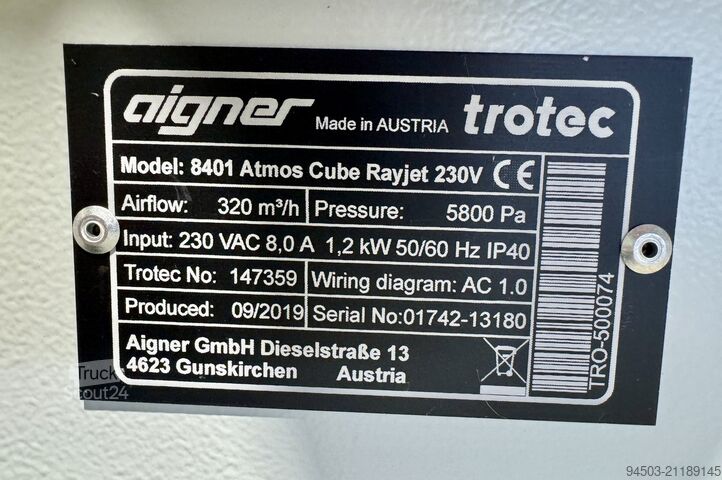 aigner Made in AUSTRIA trotec
Model: 8401 Atmos Cube Rayjet 230V CE
Airflow: 320 m³/h Pressure: 5800 Pa
Input: 230 VAC 8,0 A 1,2 kW 50/60 Hz IP40
Trotec No: 147359 Wiring diagram: AC 1.0
Produced: 09/2019 Serial No:01742-13180
Aigner GmbH Dieselstraße 13
4623 Gunskirchen Austria
TRO-500074
Truck
scout24
94503-21189145